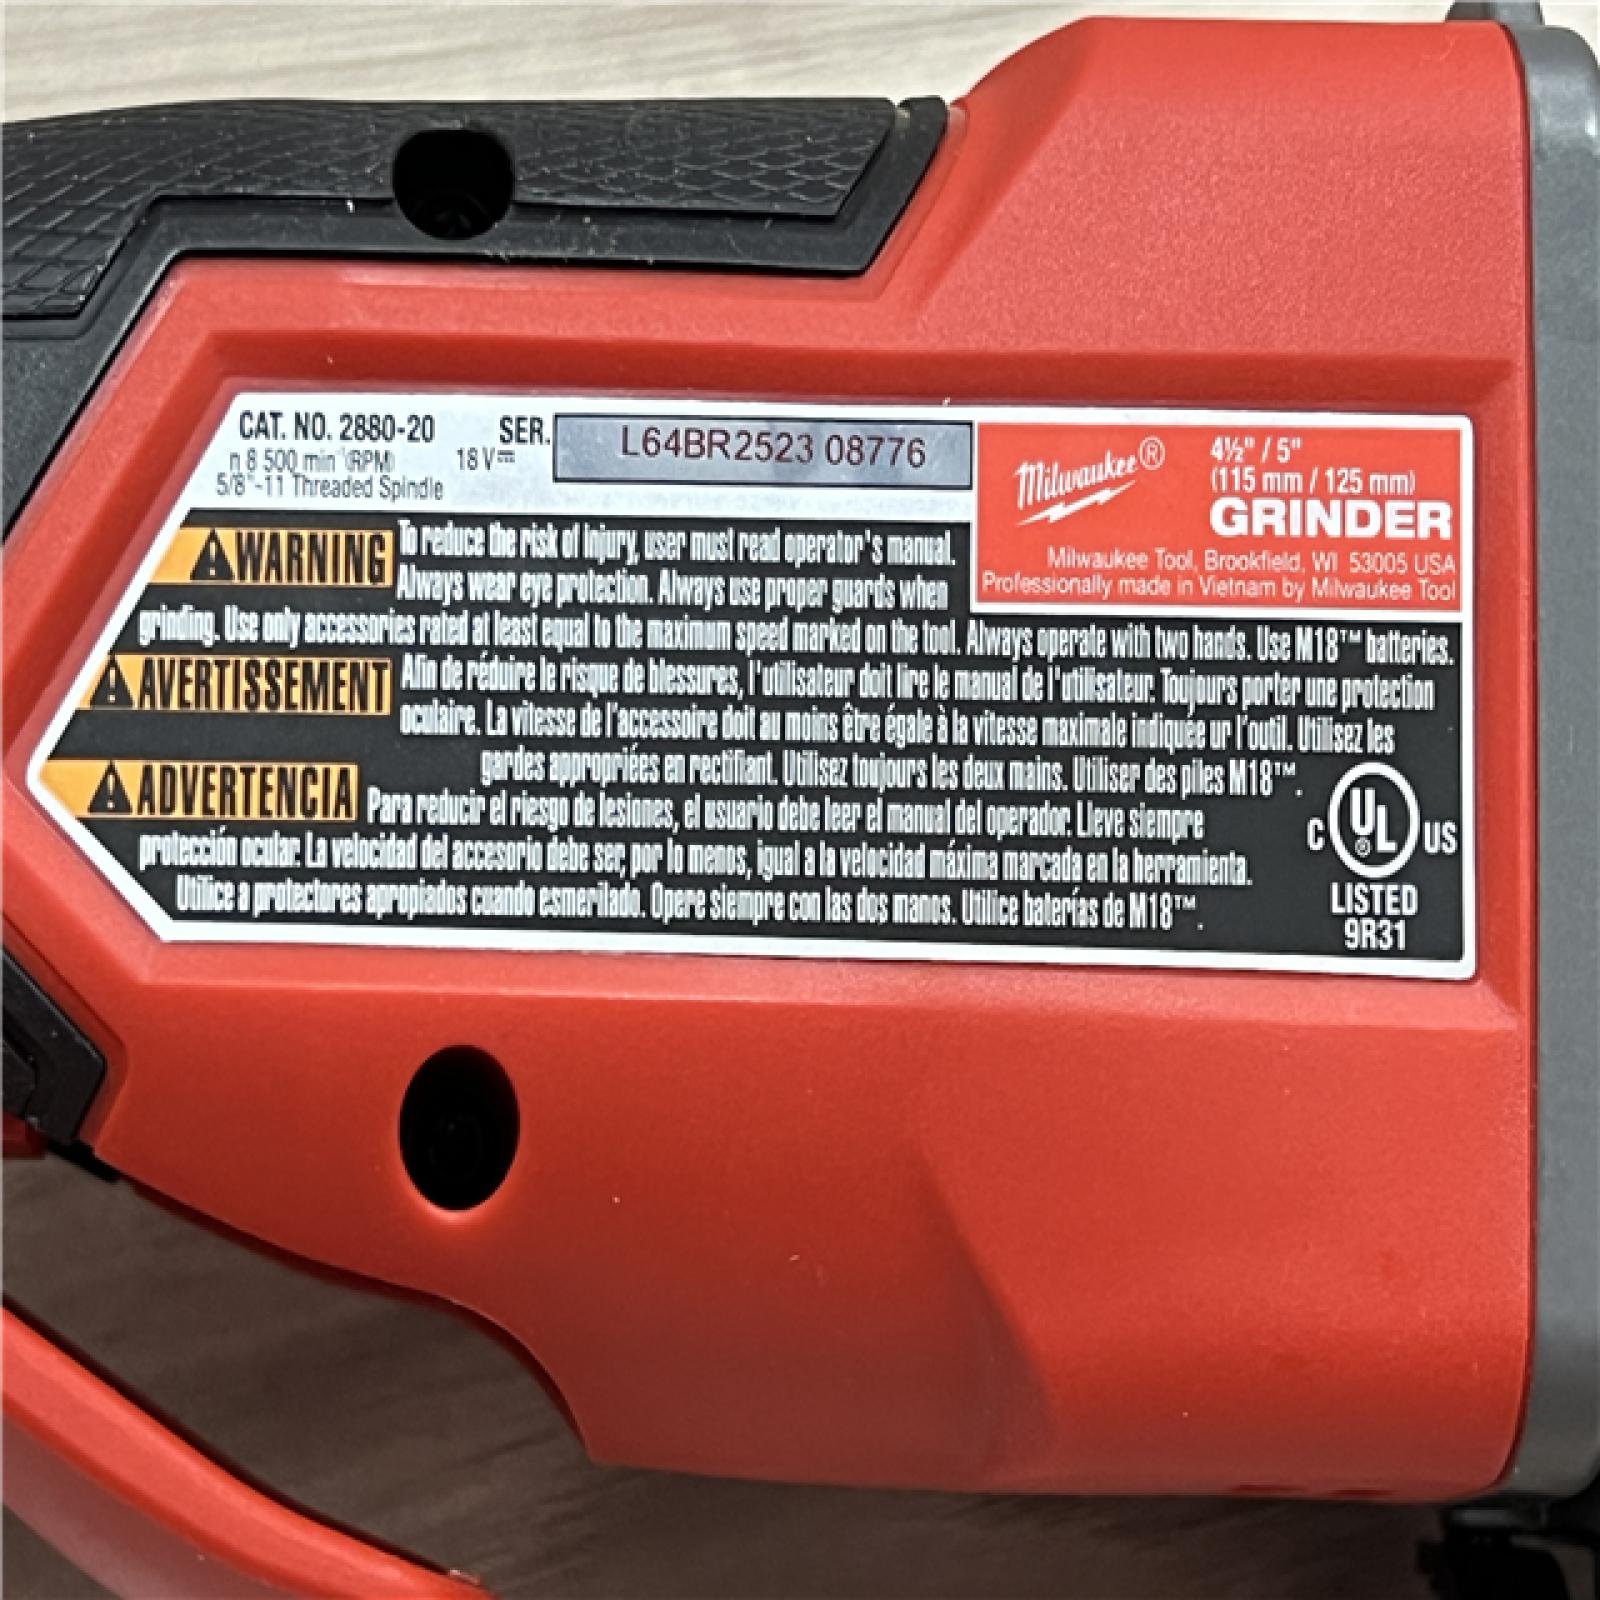 CAT. NO. 2880-20
SER.
L64BR2523 08776
n 8 500 min⁻¹(RPM)
18 V⎓
5/8"-11 Threaded Spindle
Milwaukee®
4½" / 5"
(115 mm / 125 mm)
GRINDER
Milwaukee Tool, Brookfield, WI 53005 USA
Professionally made in Vietnam by Milwaukee Tool
WARNING
To reduce the risk of injury, user must read operator's manual.
Always wear eye protection. Always use proper guards when
grinding. Use only accessories rated at least equal to the maximum speed marked on the tool. Always operate with two hands. Use M18™ batteries.
AVERTISSEMENT
Afin de réduire le risque de blessures, l'utilisateur doit lire le manual de l'utilisateur. Toujours porter une protection
oculaire. La vitesse de l'accessoire doit au moins être égale à la vitesse maximale indiquée ur l'outil. Utilisez les
gardes appropriées en rectifiant. Utilisez toujours les deux mains. Utiliser des piles M18™.
ADVERTENCIA
Para reducir el riesgo de lesiones, el usuario debe leer el manual del operador. Lleve siempre
protección ocular. La velocidad del accesorio debe ser, por lo menos, igual a la velocidad máxima marcada en la herramienta.
Utilice a protectores apropiados cuando esmerilado. Opere siempre con las dos manos. Utilice baterías de M18™.
C UL® US
LISTED
9R31